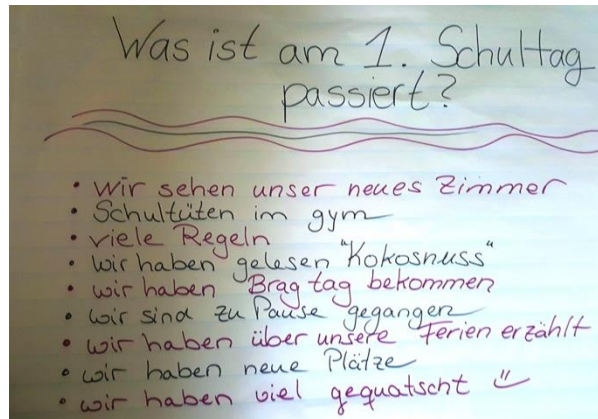 Was ist am 1. Schultag
passiert?
• wir sehen unser neues Zimmer
• Schultüten im gym
• viele Regeln
• wir haben gelesen "Kokosnuss"
• wir haben Brag tag bekommen
• wir sind zu Pause gegangen
• wir haben über unsere Ferien erzählt
• wir haben neue Plätze
• wir haben viel gequatscht